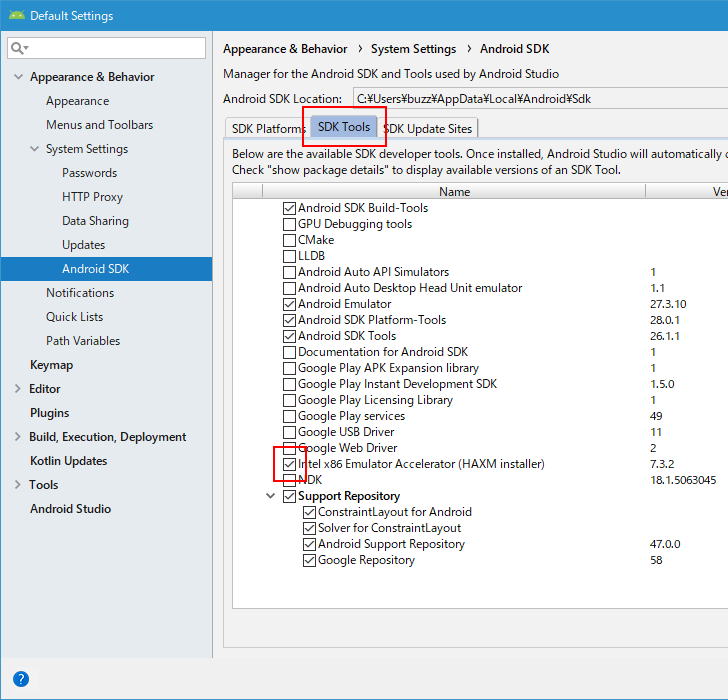 Default Settings
Appearance & Behavior
Appearance
Menus and Toolbars
System Settings
Passwords
HTTP Proxy
Data Sharing
Updates
Android SDK
Notifications
Quick Lists
Path Variables
Keymap
Editor
Plugins
Build, Execution, Deployment
Kotlin Updates
Tools
Android Studio
Appearance & Behavior › System Settings › Android SDK
Manager for the Android SDK and Tools used by Android Studio
Android SDK Location: C:¥Users¥buzz¥AppData¥Local¥Android¥Sdk
SDK Platforms SDK Tools SDK Update Sites
Below are the available SDK developer tools. Once installed, Android Studio will automatically
Check "show package details" to display available versions of an SDK Tool.
Name Ver
Android SDK Build-Tools
GPU Debugging tools
CMake
LLDB
Android Auto API Simulators 1
Android Auto Desktop Head Unit emulator 1.1
Android Emulator 27.3.10
Android SDK Platform-Tools 28.0.1
Android SDK Tools 26.1.1
Documentation for Android SDK 1
Google Play APK Expansion library 1
Google Play Instant Development SDK 1.5.0
Google Play Licensing Library 1
Google Play services 49
Google USB Driver 11
Google Web Driver 2
Intel x86 Emulator Accelerator (HAXM installer) 7.3.2
NDK 18.1.5063045
Support Repository
ConstraintLayout for Android
Solver for ConstraintLayout
Android Support Repository 47.0.0
Google Repository 58
?